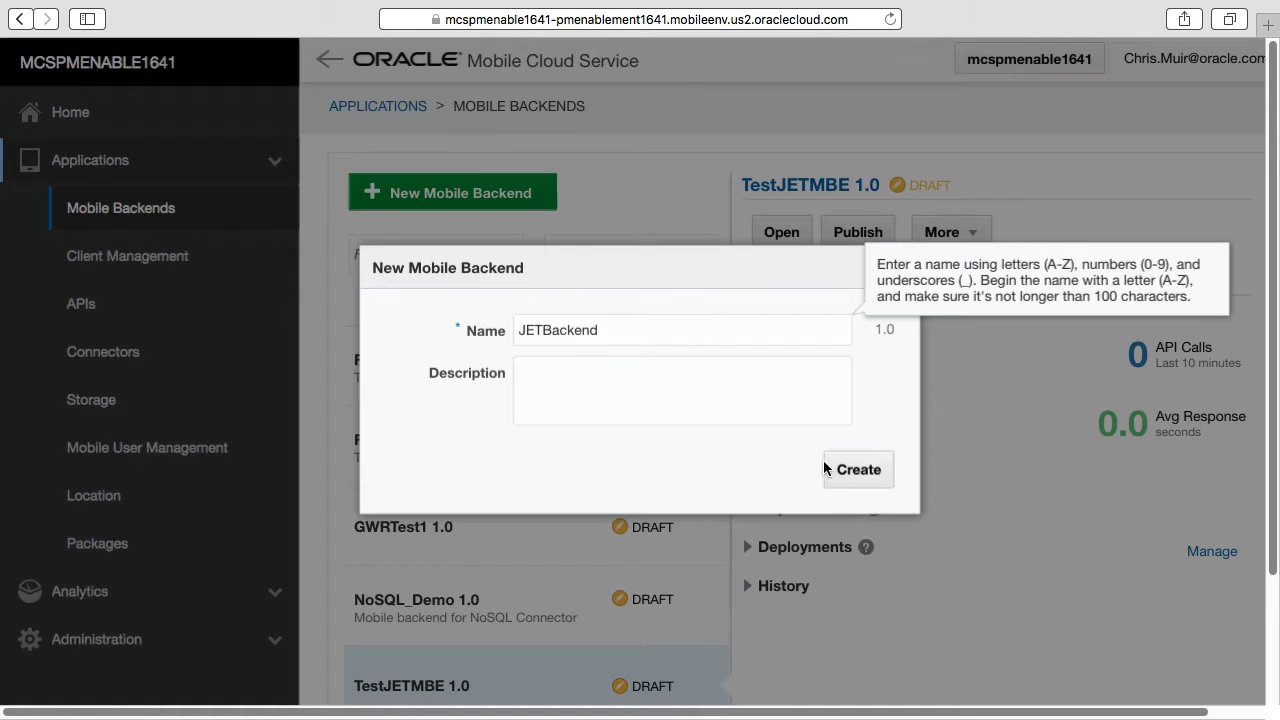 mcspmenable1641-pmenablement1641.mobileenv.us2.oraclecloud.com
MCSPMENABLE1641
Home
Applications
Mobile Backends
Client Management
APIs
Connectors
Storage
Mobile User Management
Location
Packages
Analytics
Administration
ORACLE® Mobile Cloud Service
mcspmenable1641
Chris.Muir@oracle.com
APPLICATIONS > MOBILE BACKENDS
+ New Mobile Backend
TestJETMBE 1.0 DRAFT
Open
Publish
More
New Mobile Backend
Enter a name using letters (A-Z), numbers (0-9), and
underscores (_). Begin the name with a letter (A-Z),
and make sure it's not longer than 100 characters.
* Name JETBackend 1.0
Description
Create
0 API Calls
Last 10 minutes
0.0 Avg Response
seconds
GWRTest1 1.0 DRAFT
NoSQL_Demo 1.0 DRAFT
Mobile backend for NoSQL Connector
TestJETMBE 1.0 DRAFT
Deployments ?
Manage
History